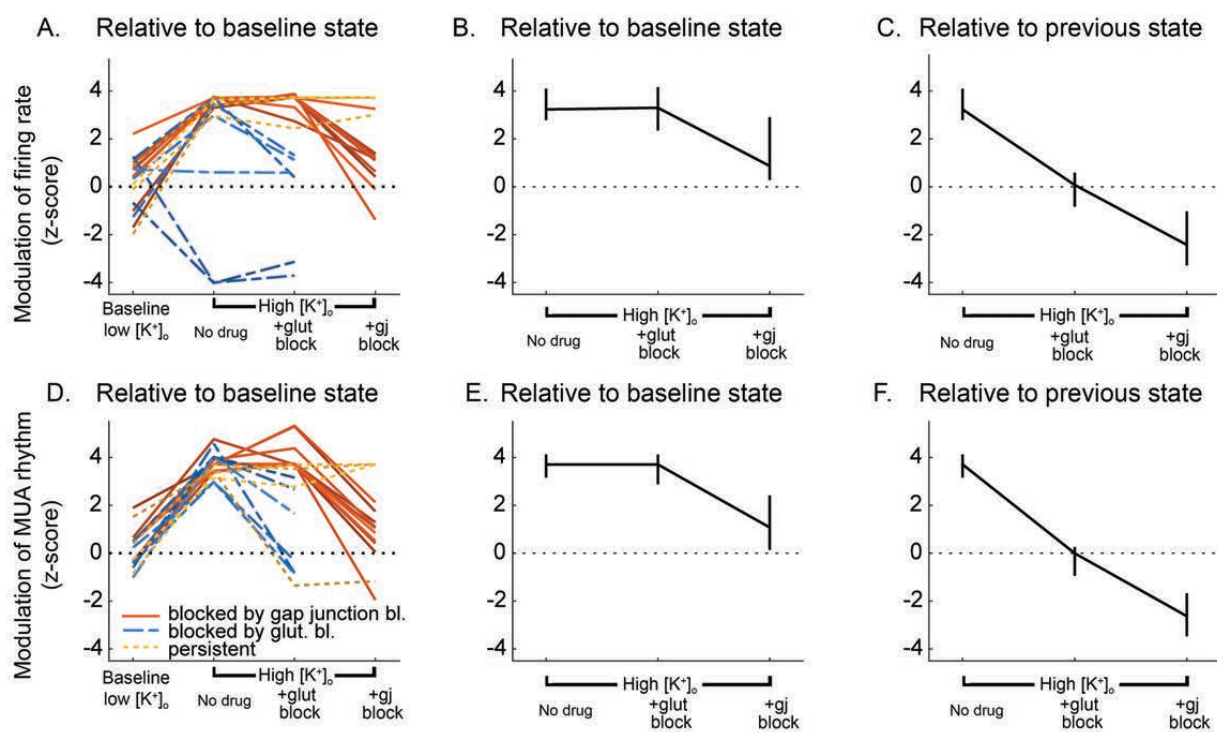 A. Relative to baseline state
B. Relative to baseline state
C. Relative to previous state
Modulation of firing rate
(z-score)
4
2
0
-2
-4
Baseline
low [K⁺]ₒ
No drug
High [K⁺]ₒ
+glut
block
+gj
block
4
2
0
-2
-4
High [K⁺]ₒ
No drug
+glut
block
+gj
block
4
2
0
-2
-4
High [K⁺]ₒ
No drug
+glut
block
+gj
block
D. Relative to baseline state
E. Relative to baseline state
F. Relative to previous state
Modulation of MUA rhythm
(z-score)
4
2
0
-2
-4
blocked by gap junction bl.
blocked by glut. bl.
persistent
Baseline
low [K⁺]ₒ
No drug
High [K⁺]ₒ
+glut
block
+gj
block
4
2
0
-2
-4
High [K⁺]ₒ
No drug
+glut
block
+gj
block
4
2
0
-2
-4
High [K⁺]ₒ
No drug
+glut
block
+gj
block